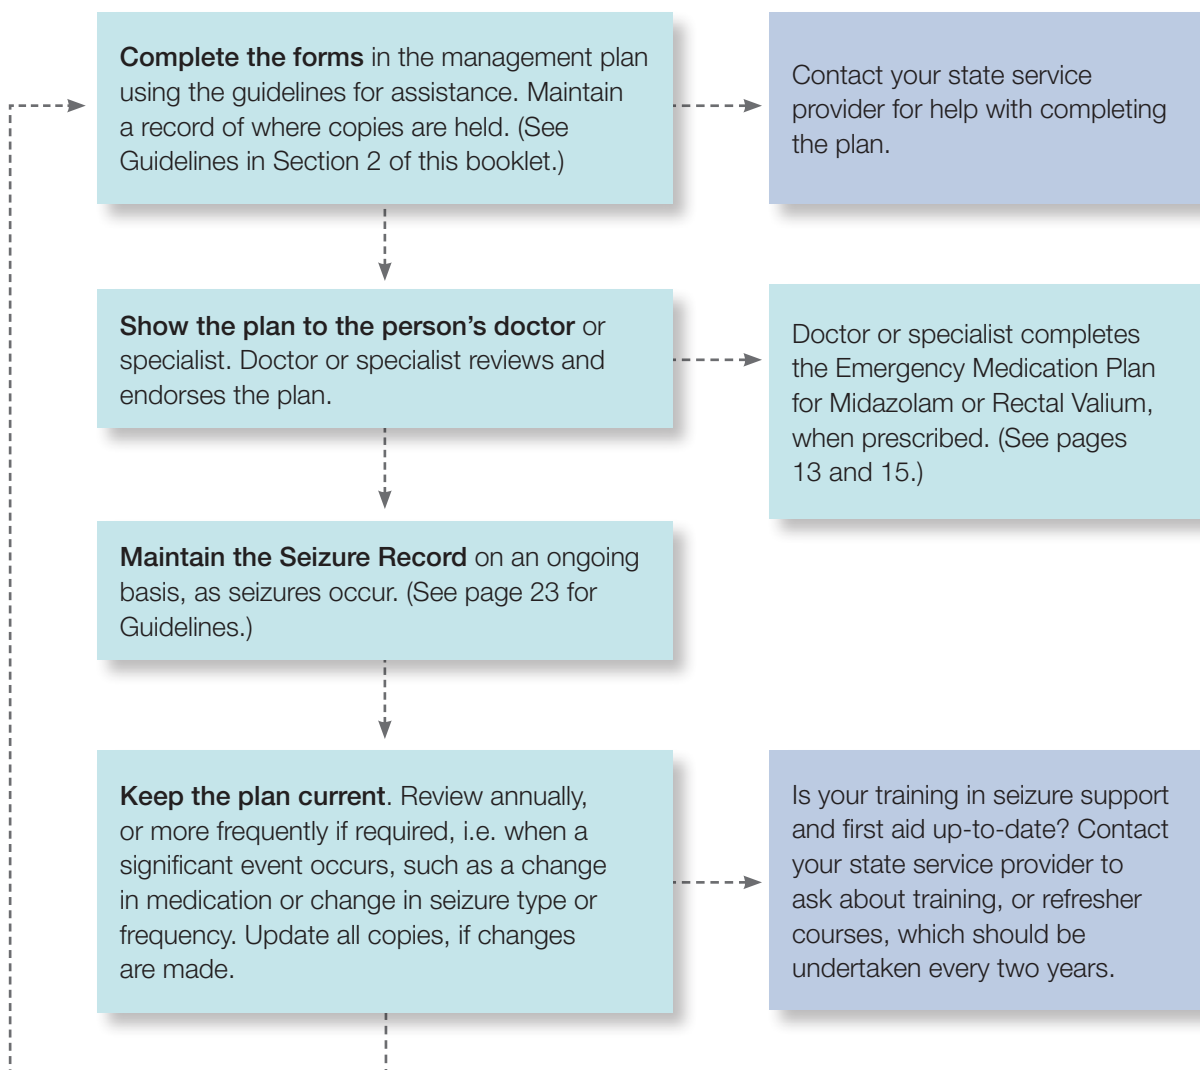 Complete the forms in the management plan
using the guidelines for assistance. Maintain
a record of where copies are held. (See
Guidelines in Section 2 of this booklet.)
Contact your state service
provider for help with completing
the plan.
Show the plan to the person’s doctor or
specialist. Doctor or specialist reviews and
endorses the plan.
Doctor or specialist completes
the Emergency Medication Plan
for Midazolam or Rectal Valium,
when prescribed. (See pages
13 and 15.)
Maintain the Seizure Record on an ongoing
basis, as seizures occur. (See page 23 for
Guidelines.)
Keep the plan current. Review annually,
or more frequently if required, i.e. when a
significant event occurs, such as a change
in medication or change in seizure type or
frequency. Update all copies, if changes
are made.
Is your training in seizure support
and first aid up-to-date? Contact
your state service provider to
ask about training, or refresher
courses, which should be
undertaken every two years.